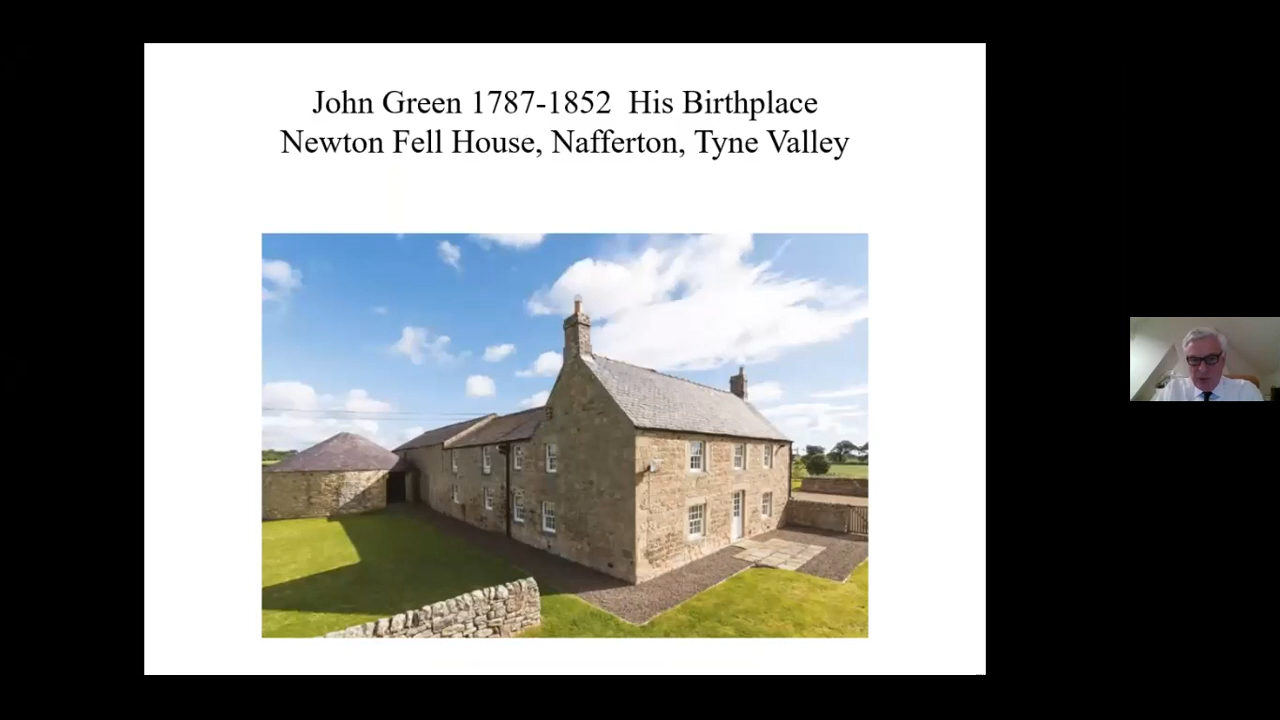 John Green 1787-1852  His Birthplace
Newton Fell House, Nafferton, Tyne Valley